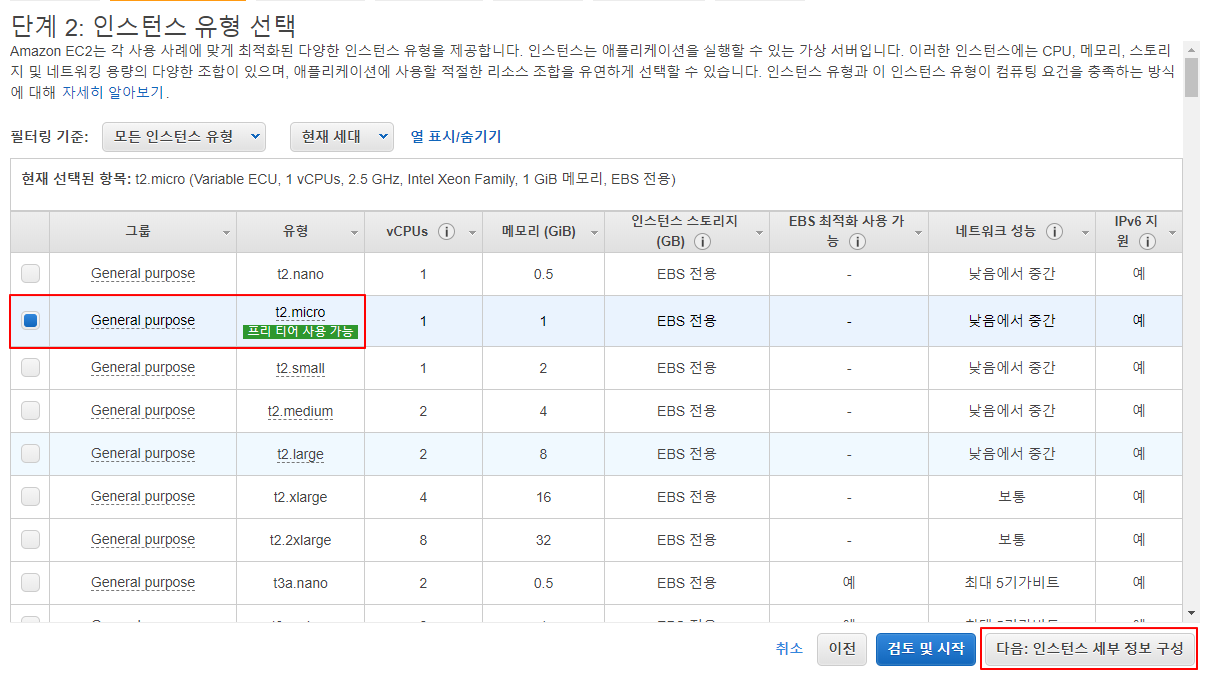 단계 2: 인스턴스 유형 선택
Amazon EC2는 각 사용 사례에 맞게 최적화된 다양한 인스턴스 유형을 제공합니다. 인스턴스는 애플리케이션을 실행할 수 있는 가상 서버입니다. 이러한 인스턴스에는 CPU, 메모리, 스토리
지 및 네트워킹 용량의 다양한 조합이 있으며, 애플리케이션에 사용할 적절한 리소스 조합을 유연하게 선택할 수 있습니다. 인스턴스 유형과 이 인스턴스 유형이 컴퓨팅 요건을 충족하는 방식
에 대해 자세히 알아보기.
필터링 기준: 모든 인스턴스 유형 현재 세대 열 표시/숨기기
현재 선택된 항목: t2.micro (Variable ECU, 1 vCPUs, 2.5 GHz, Intel Xeon Family, 1 GiB 메모리, EBS 전용)
그룹 유형 vCPUs 메모리 (GiB) 인스턴스 스토리지 (GB) EBS 최적화 사용 가능 네트워크 성능 IPv6 지원
General purpose t2.nano 1 0.5 EBS 전용 - 낮음에서 중간 예
General purpose t2.micro 프리 티어 사용 가능 1 1 EBS 전용 - 낮음에서 중간 예
General purpose t2.small 1 2 EBS 전용 - 낮음에서 중간 예
General purpose t2.medium 2 4 EBS 전용 - 낮음에서 중간 예
General purpose t2.large 2 8 EBS 전용 - 낮음에서 중간 예
General purpose t2.xlarge 4 16 EBS 전용 - 보통 예
General purpose t2.2xlarge 8 32 EBS 전용 - 보통 예
General purpose t3a.nano 2 0.5 EBS 전용 예 최대 5기가비트 예
취소 이전 검토 및 시작 다음: 인스턴스 세부 정보 구성